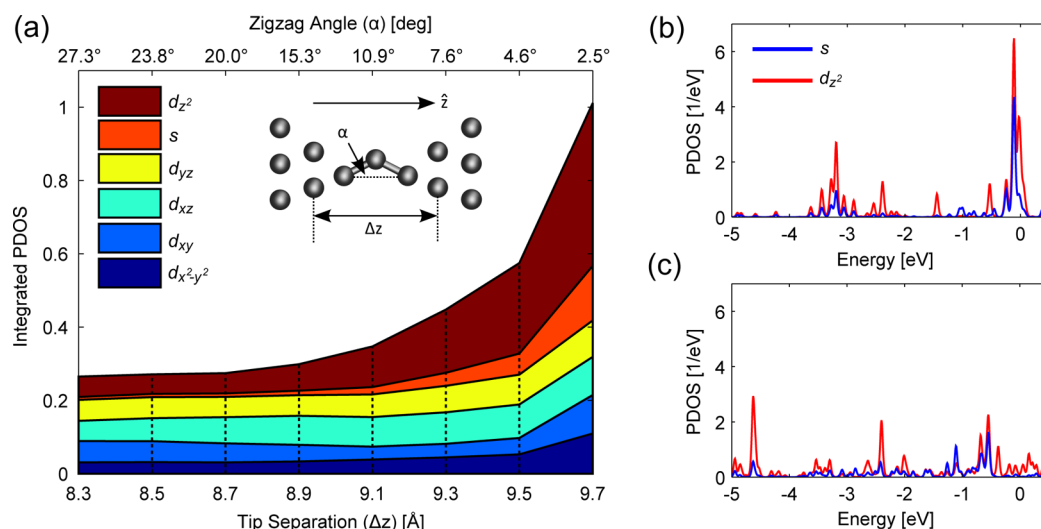 (a)
Zigzag Angle (α) [deg]
27.3° 23.8° 20.0° 15.3° 10.9° 7.6° 4.6° 2.5°
Integrated PDOS
1
0.8
0.6
0.4
0.2
0
dz²
s
dyz
dxz
dxy
dx²-y²
ẑ
α
Δz
8.3 8.5 8.7 8.9 9.1 9.3 9.5 9.7
Tip Separation (Δz) [Å]
(b)
PDOS [1/eV]
6
4
2
0
s
dz²
-5 -4 -3 -2 -1 0
Energy [eV]
(c)
PDOS [1/eV]
6
4
2
0
-5 -4 -3 -2 -1 0
Energy [eV]